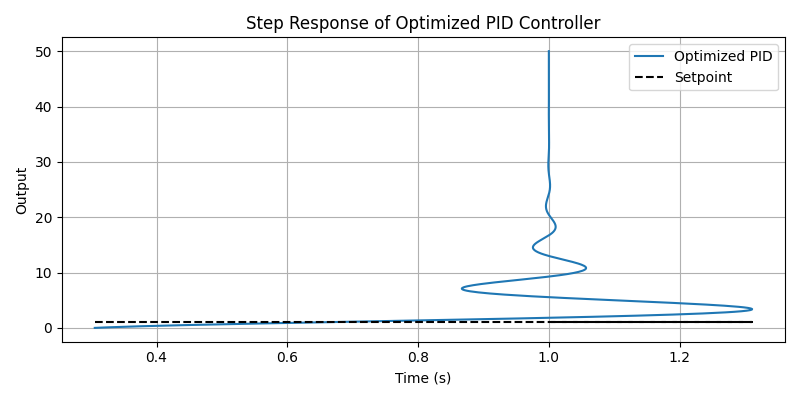 Step Response of Optimized PID Controller
Optimized PID
Setpoint
Output
50
40
30
20
10
0
0.4
0.6
0.8
1.0
1.2
Time (s)